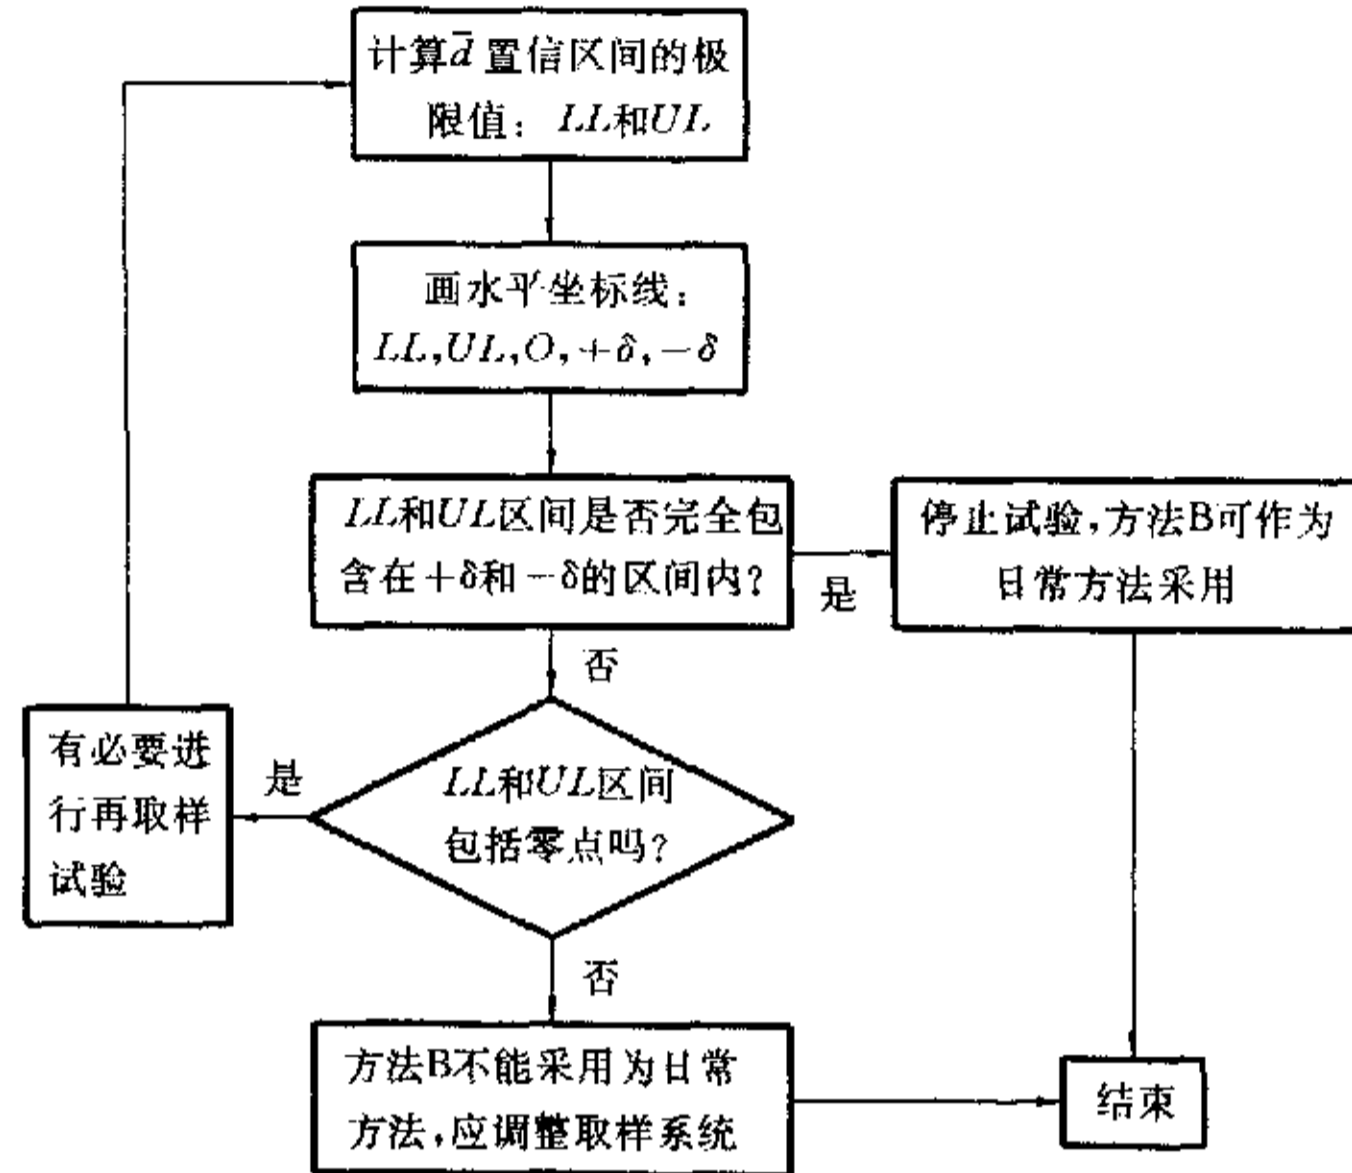 计算d̄置信区间的极
限值：LL和UL
画水平坐标线：
LL,UL,O,+δ,−δ
LL和UL区间是否完全包
含在+δ和−δ的区间内?
是
停止试验,方法B可作为
日常方法采用
否
LL和UL区间
包括零点吗?
是
有必要进
行再取样
试验
否
方法B不能采用为日常
方法,应调整取样系统
结束